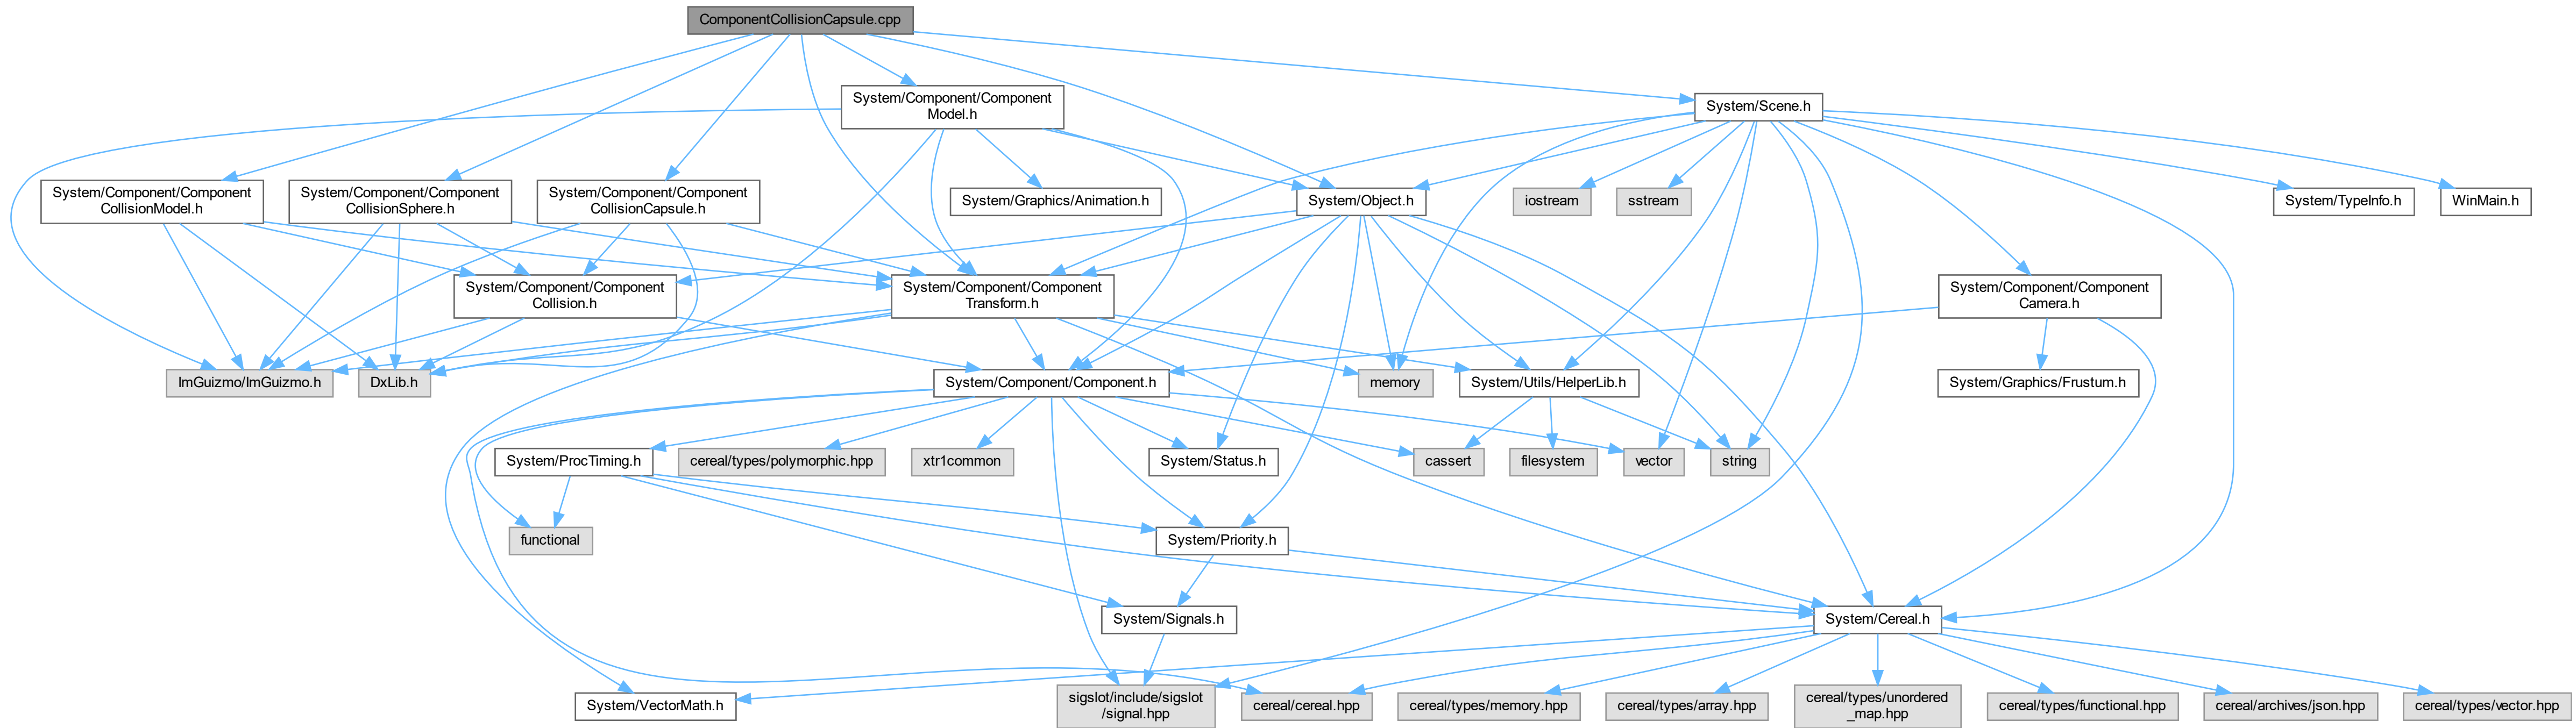 ComponentCollisionCapsule.cpp
System/Component/Component
Model.h
System/Scene.h
System/Component/Component
CollisionModel.h
System/Component/Component
CollisionSphere.h
System/Component/Component
CollisionCapsule.h
System/Graphics/Animation.h
System/Object.h
iostream
sstream
System/TypeInfo.h
WinMain.h
System/Component/Component
Collision.h
System/Component/Component
Transform.h
System/Component/Component
Camera.h
ImGuizmo/ImGuizmo.h
DxLib.h
System/Component/Component.h
memory
System/Utils/HelperLib.h
System/Graphics/Frustum.h
System/ProcTiming.h
cereal/types/polymorphic.hpp
xtr1common
System/Status.h
cassert
filesystem
vector
string
functional
System/Priority.h
System/Signals.h
System/Cereal.h
System/VectorMath.h
sigslot/include/sigslot
/signal.hpp
cereal/cereal.hpp
cereal/types/memory.hpp
cereal/types/array.hpp
cereal/types/unordered
_map.hpp
cereal/types/functional.hpp
cereal/archives/json.hpp
cereal/types/vector.hpp